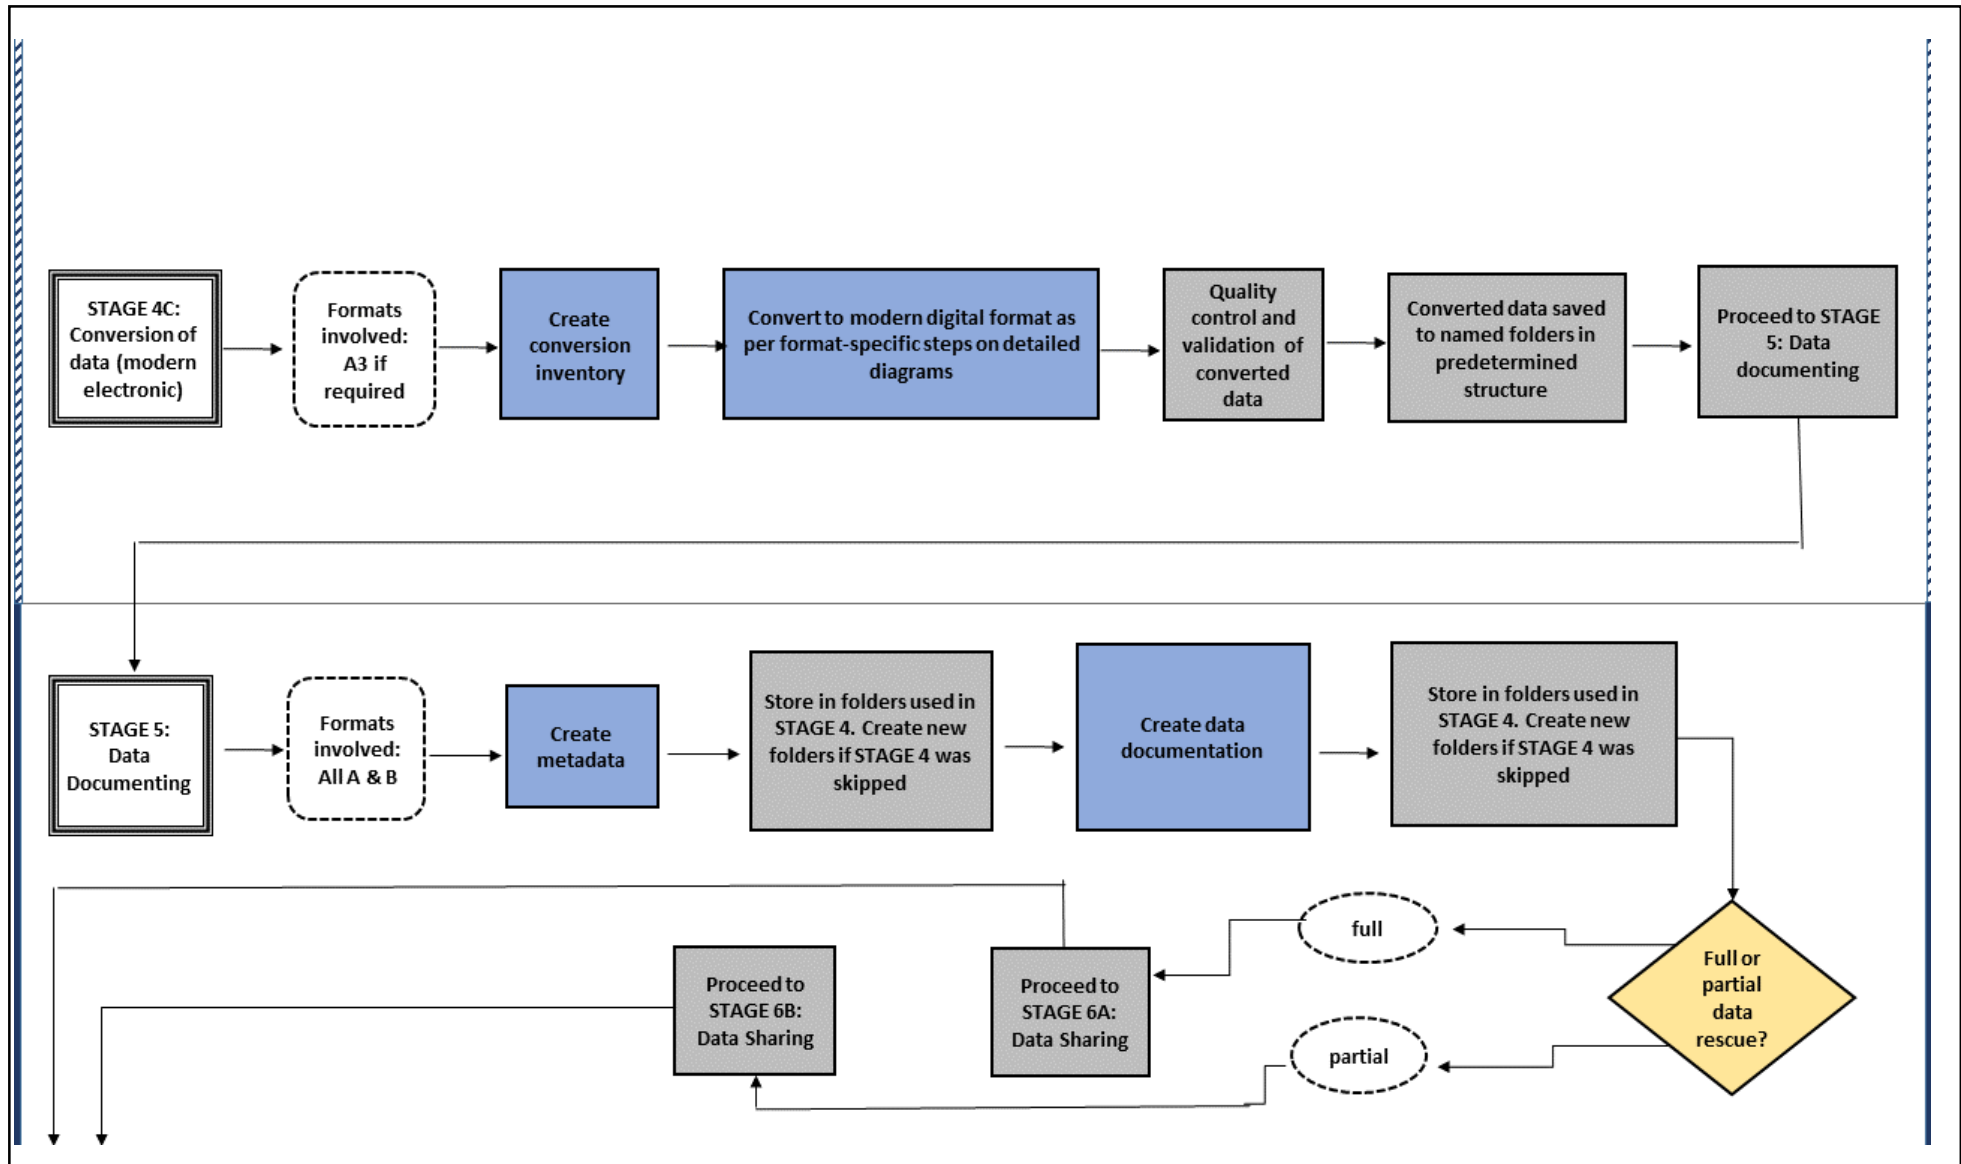 STAGE 4C:
Conversion of
data (modern
electronic)
Formats
involved:
A3 if
required
Create
conversion
inventory
Convert to modern digital format as
per format-specific steps on detailed
diagrams
Quality
control and
validation of
converted
data
Converted data saved
to named folders in
predetermined
structure
Proceed to STAGE
5: Data
documenting
STAGE 5:
Data
Documenting
Formats
involved:
All A & B
Create
metadata
Store in folders used in
STAGE 4. Create new
folders if STAGE 4 was
skipped
Create data
documentation
Store in folders used in
STAGE 4. Create new
folders if STAGE 4 was
skipped
Full or
partial
data
rescue?
full
partial
Proceed to
STAGE 6A:
Data Sharing
Proceed to
STAGE 6B:
Data Sharing